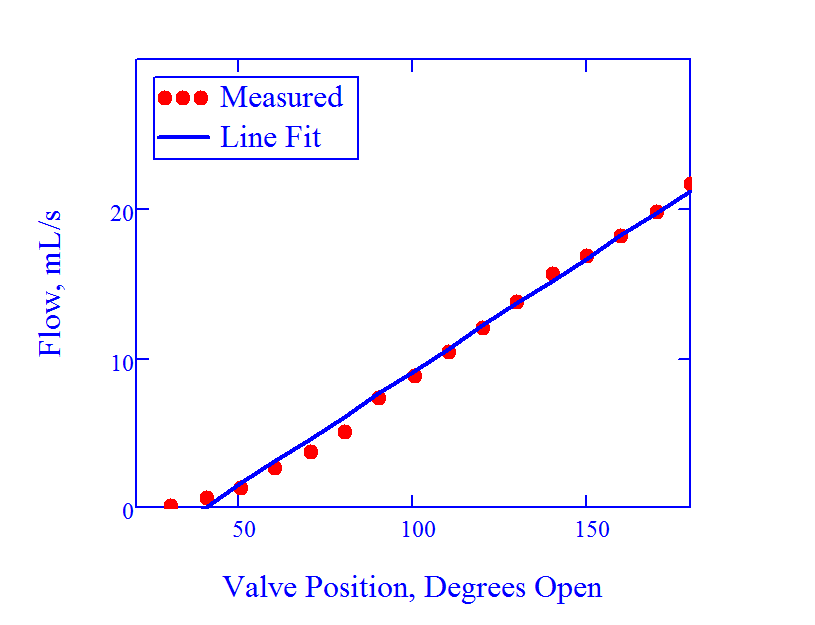 Measured
Line Fit
20
10
0
Flow, mL/s
50 100 150
Valve Position, Degrees Open